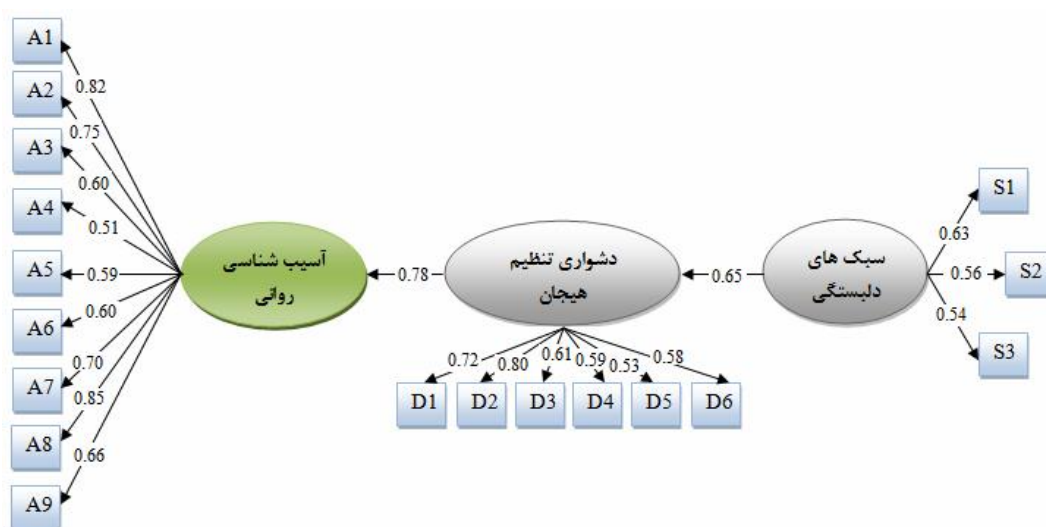 A1
A2
A3
A4
A5
A6
A7
A8
A9
0.82
0.75
0.60
0.51
0.59
0.60
0.70
0.85
0.66
آسیب شناسی
روانی
0.78
دشواری تنظیم
هیجان
0.72
0.80
0.61
0.59
0.53
0.58
D1
D2
D3
D4
D5
D6
0.65
سبک های
دلبستگی
0.63
0.56
0.54
S1
S2
S3